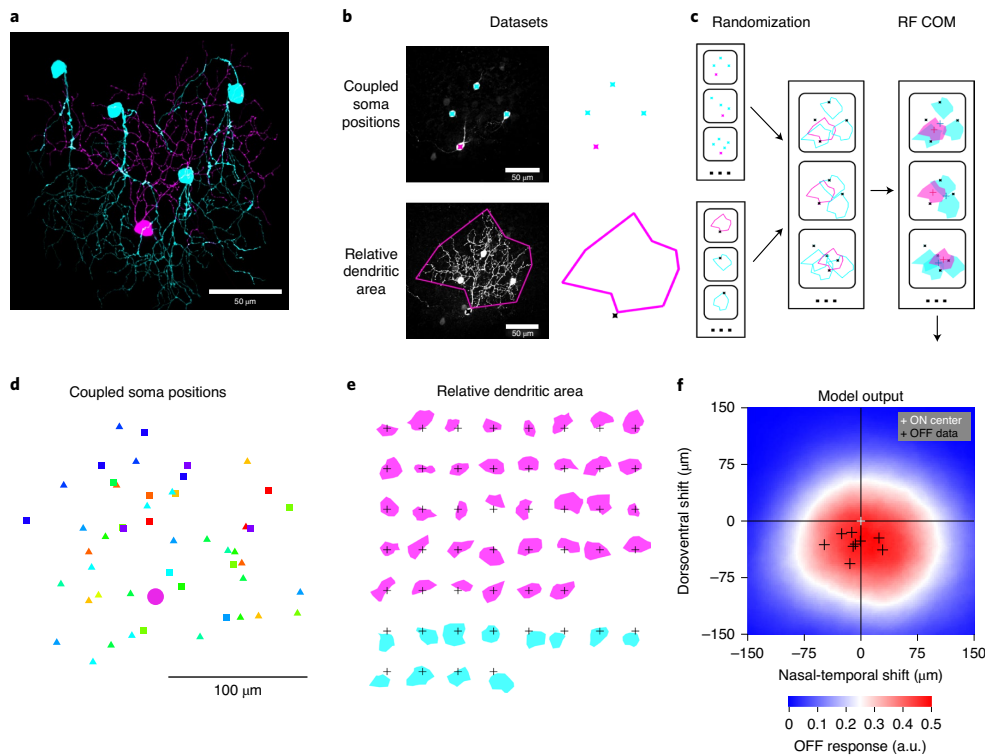 a
50 µm
b
Datasets
Coupled
soma
positions
50 µm
Relative
dendritic
area
50 µm
c
Randomization
RF COM
d
Coupled soma positions
100 µm
e
Relative dendritic area
f
Model output
+ ON center
+ OFF data
Dorsoventral shift (µm)
150
75
0
−75
−150
−150
−75
0
75
150
Nasal-temporal shift (µm)
0
0.1
0.2
0.3
0.4
0.5
OFF response (a.u.)